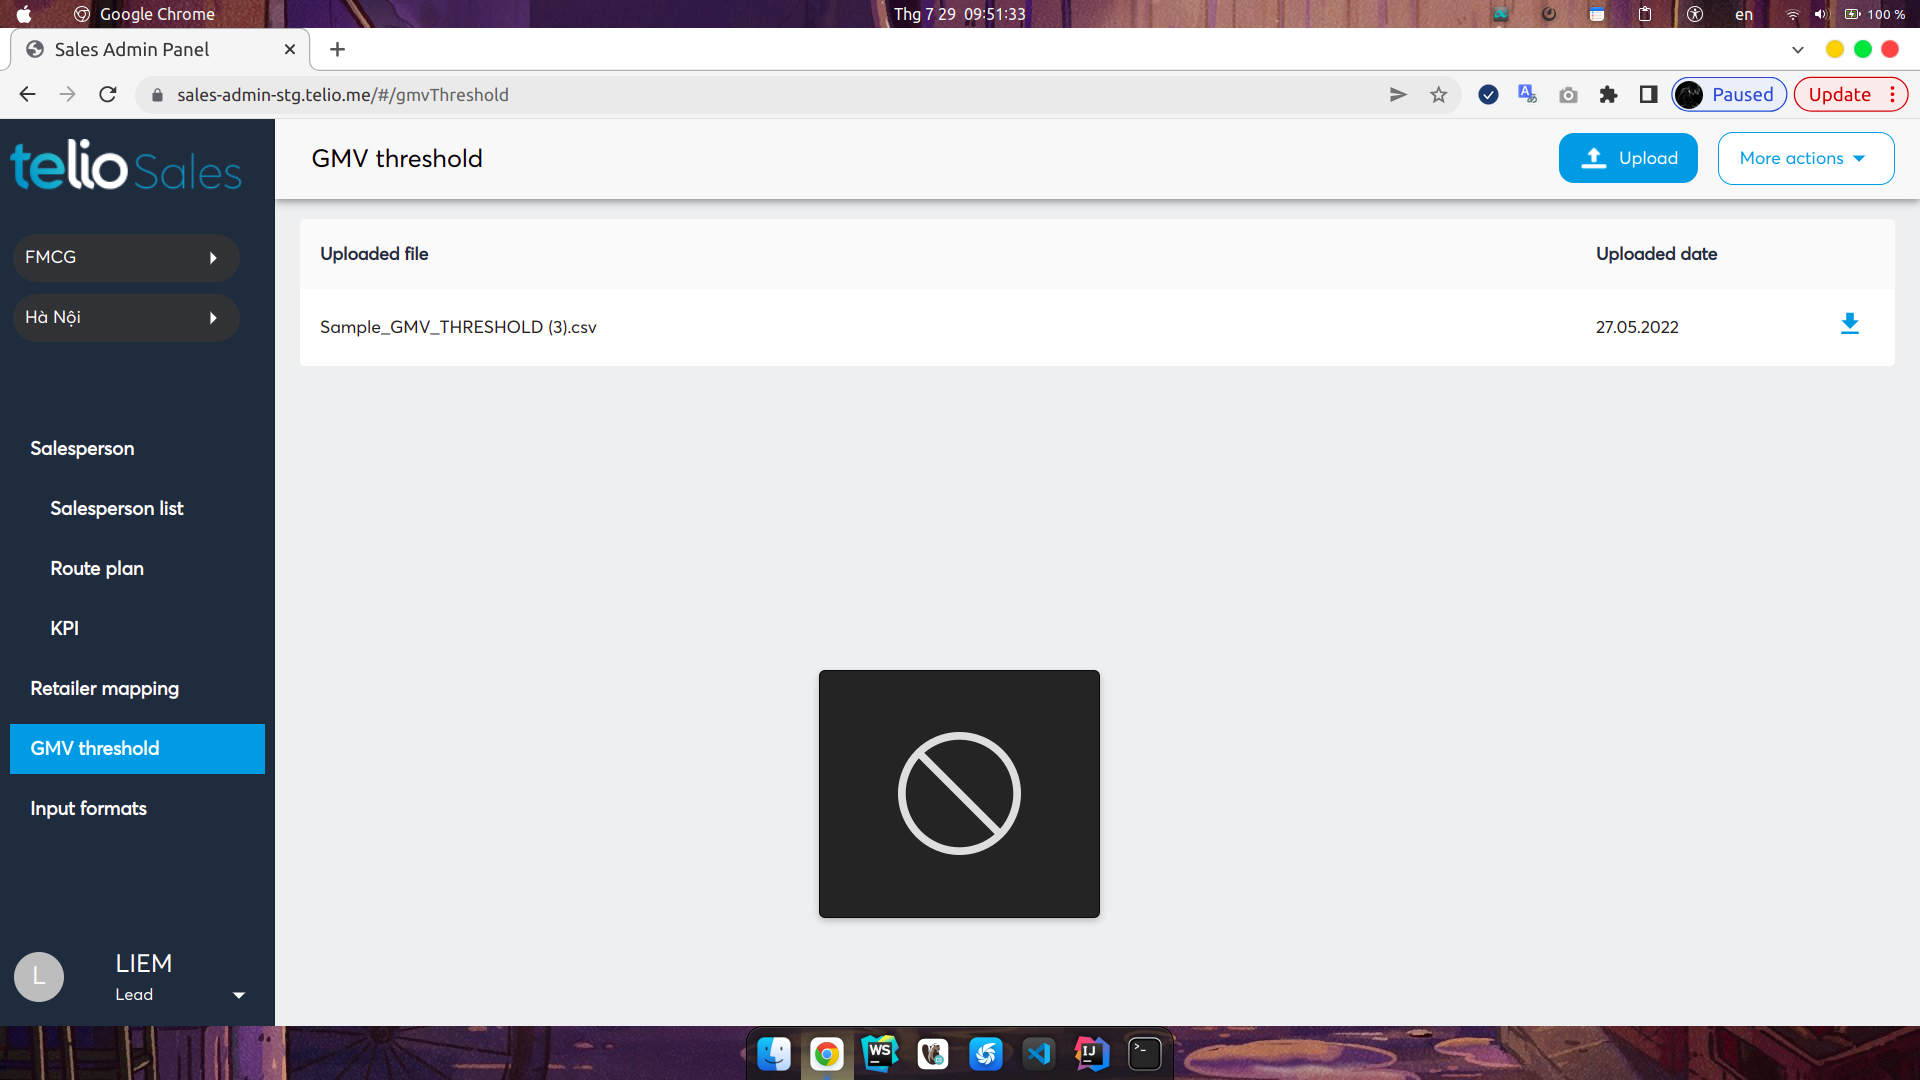 Google Chrome
Thg 7 29 09:51:33
en
100 %
Sales Admin Panel
sales-admin-stg.telio.me/#/gmvThreshold
Paused
Update
telio Sales
GMV threshold
Upload
More actions
FMCG
Hà Nội
Uploaded file
Uploaded date
Sample_GMV_THRESHOLD (3).csv
27.05.2022
Salesperson
Salesperson list
Route plan
KPI
Retailer mapping
GMV threshold
Input formats
L
LIEM
Lead
WS
IJ